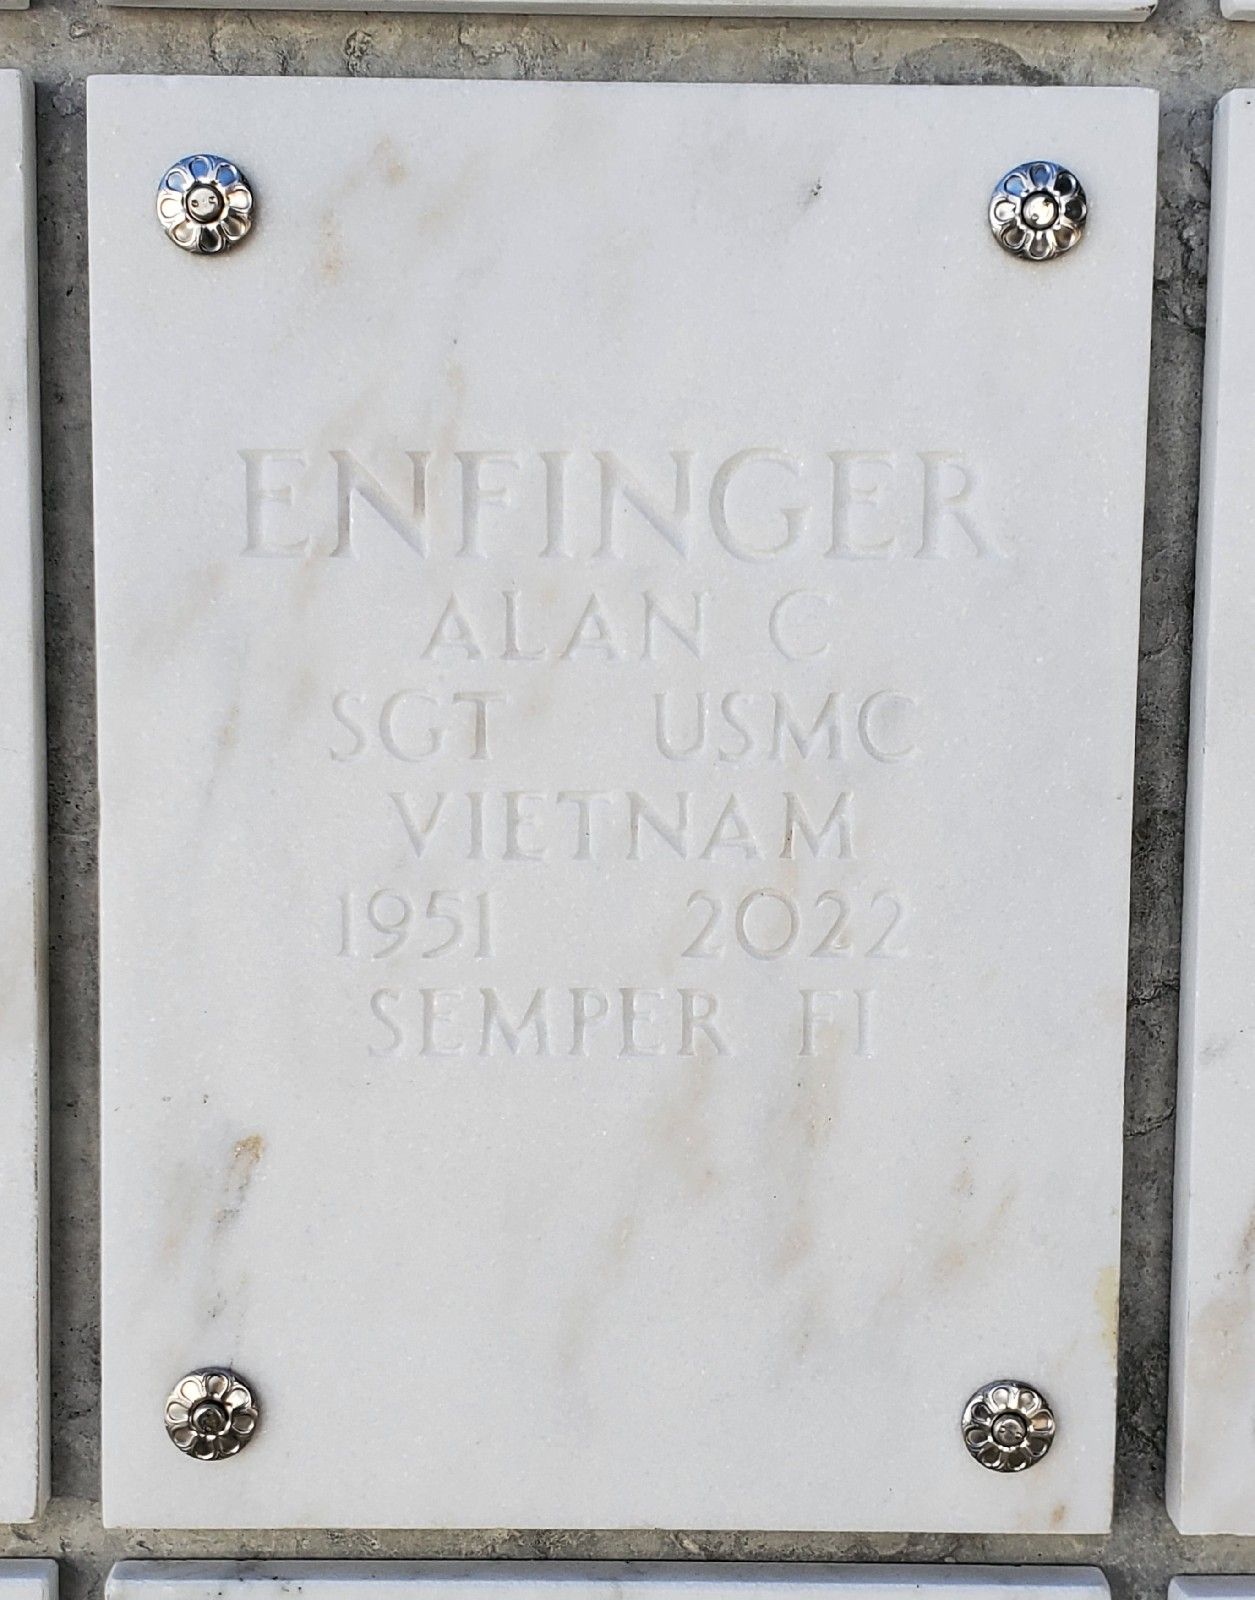 ENFINGER
ALAN C
SGT USMC
VIETNAM
1951 2022
SEMPER FI